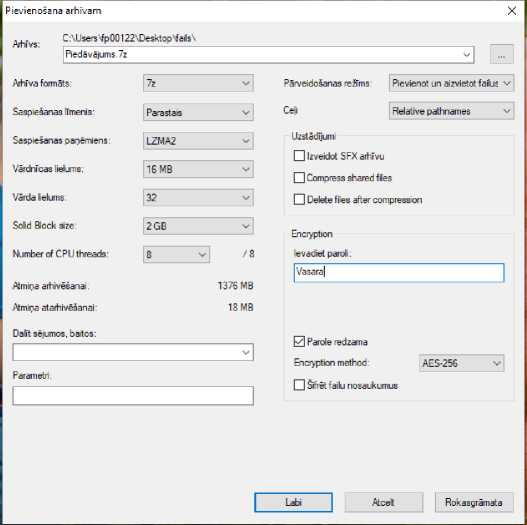 Pievienošana arhīvam
Arhīvs:
C:\Users\fp00122\Desktop\fails\
Piedāvājums.7z
...
Arhīva formāts:
7z
Saspiešanas līmenis:
Parastais
Saspiešanas paņēmiens:
LZMA2
Vārdnīcas lielums:
16 MB
Vārda lielums:
32
Solid Block size:
2 GB
Number of CPU threads:
8
/ 8
Atmiņa arhivēšanai:
1376 MB
Atmiņa atarhivēšanai:
18 MB
Dalīt sējumos, baitos:
Parametri:
Pārveidošanas režīms:
Pievienot un aizvietot failus
Ceļi
Relative pathnames
Uzstādījumi
Izveidot SFX arhīvu
Compress shared files
Delete files after compression
Encryption
Ievadiet paroli:
Vasara
Parole redzama
Encryption method:
AES-256
Šifrēt failu nosaukumus
Labi
Atcelt
Rokasgrāmata